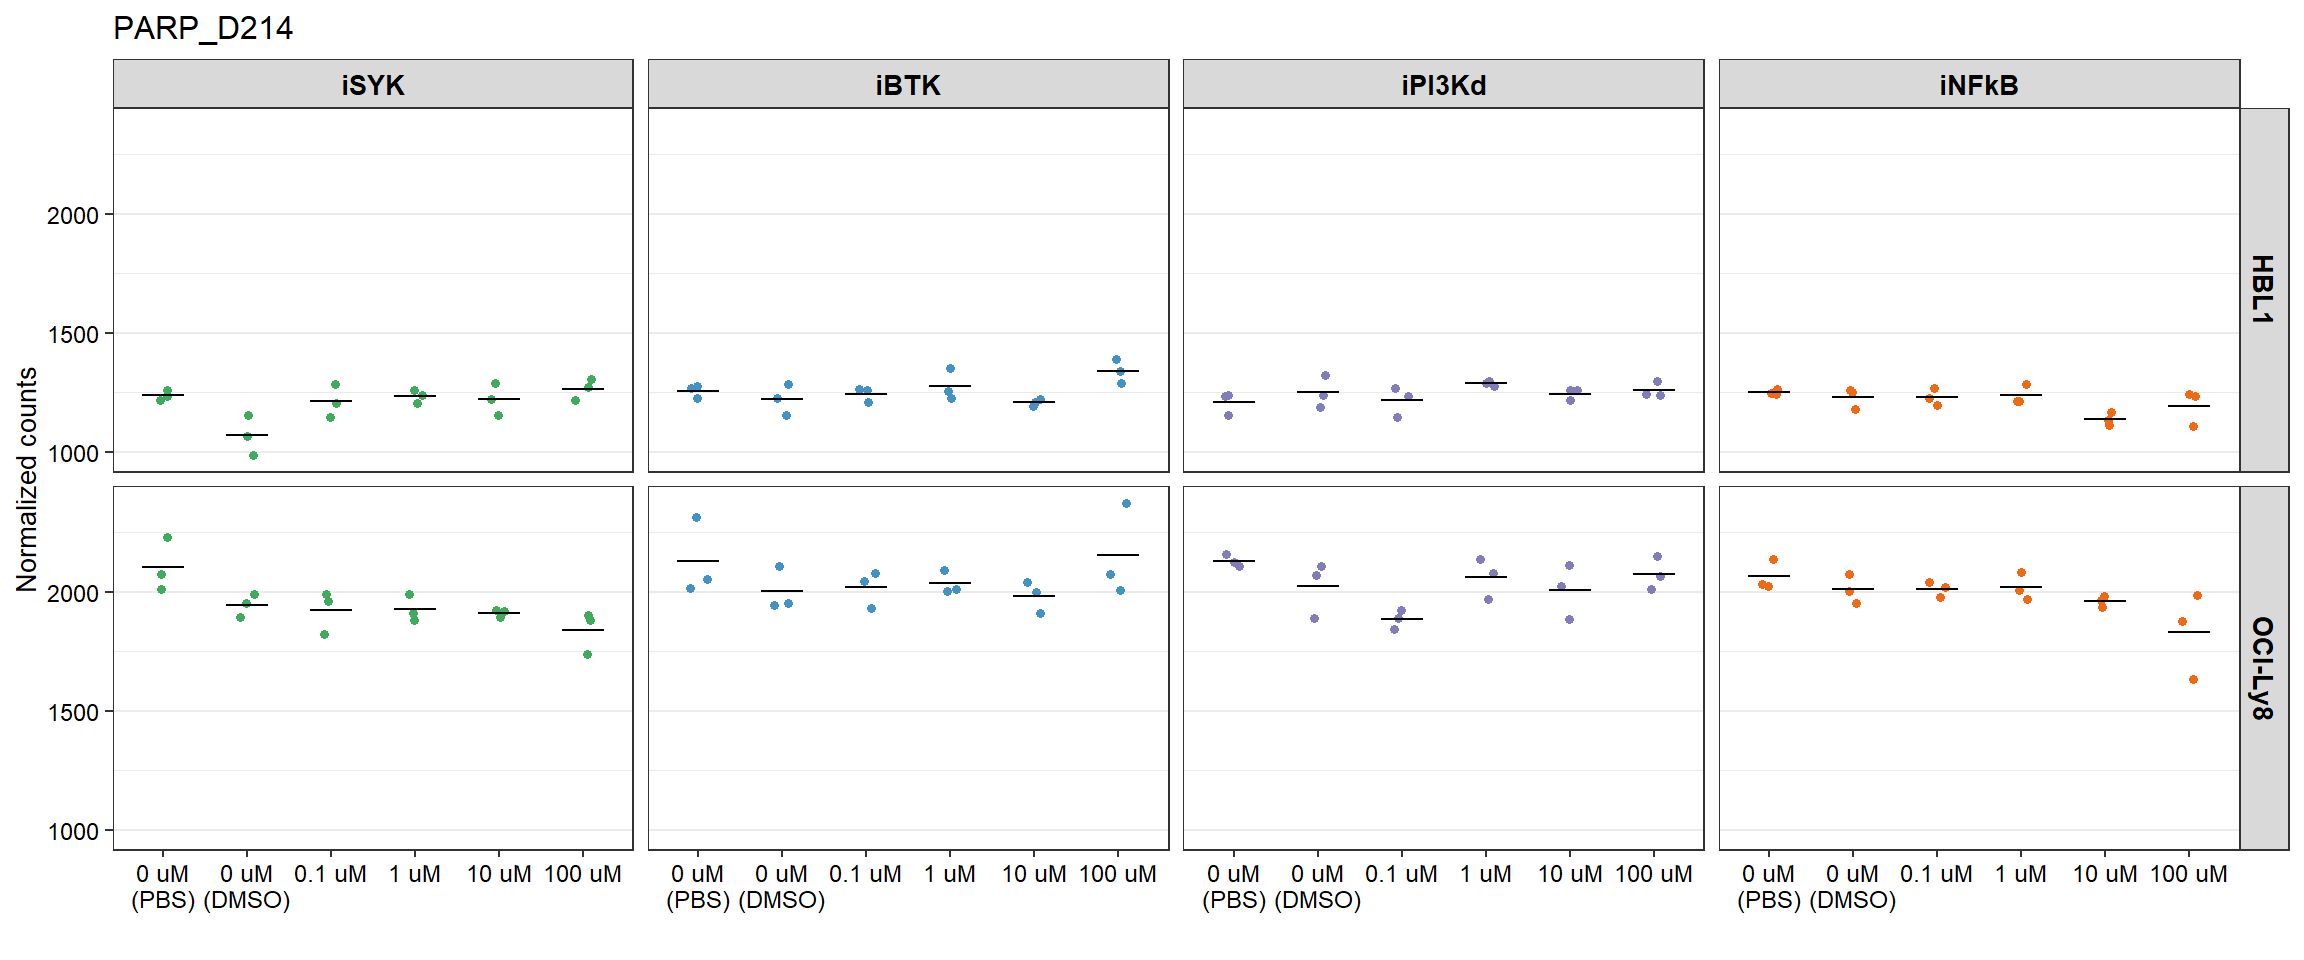 PARP_D214
iSYK iBTK iPI3Kd iNFkB
Normalized counts
2000
1500
1000
HBL1
2000
1500
1000
OCI-Ly8
0 uM 0 uM 0.1 uM 1 uM 10 uM 100 uM 0 uM 0 uM 0.1 uM 1 uM 10 uM 100 uM 0 uM 0 uM 0.1 uM 1 uM 10 uM 100 uM 0 uM 0 uM 0.1 uM 1 uM 10 uM 100 uM
(PBS) (DMSO) (PBS) (DMSO) (PBS) (DMSO) (PBS) (DMSO)